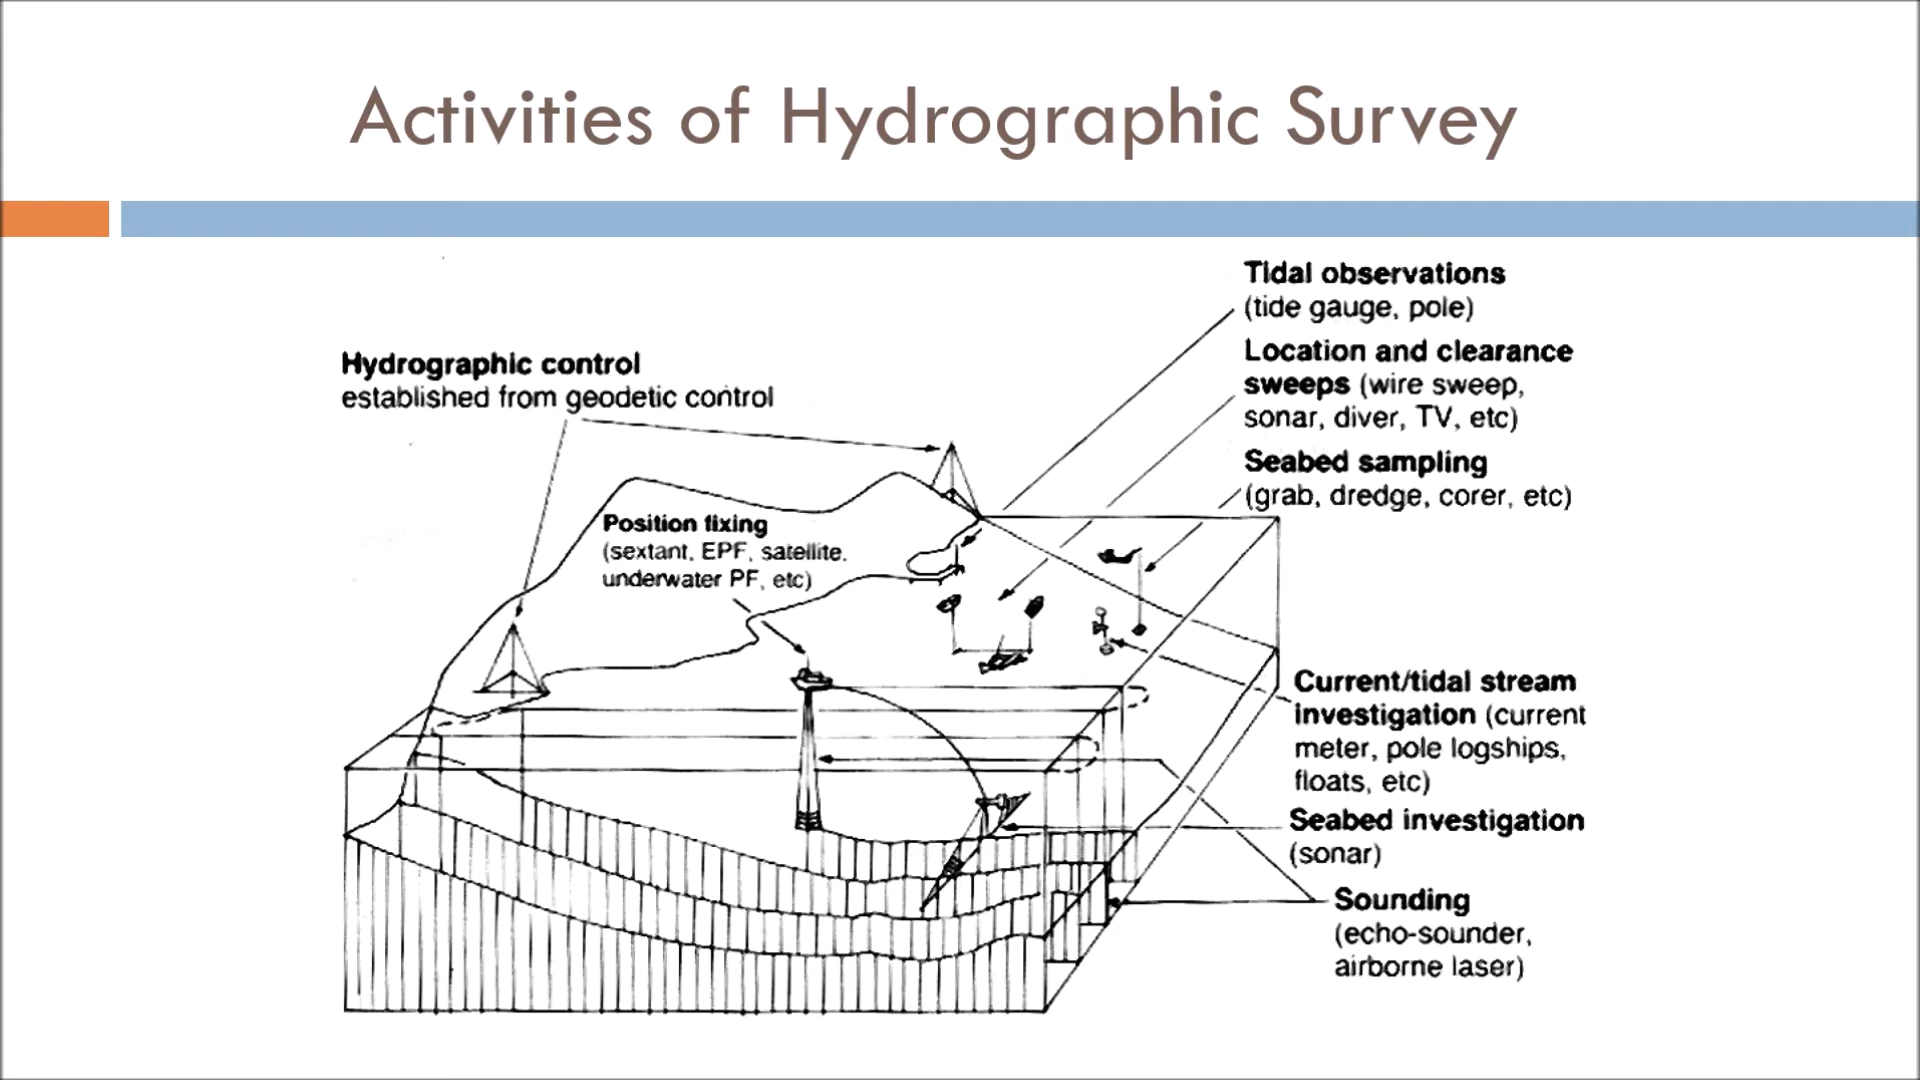 Activities of Hydrographic Survey
Hydrographic control
established from geodetic control
Position fixing
(sextant, EPF, satellite,
underwater PF, etc)
Tidal observations
(tide gauge, pole)
Location and clearance
sweeps (wire sweep,
sonar, diver, TV, etc)
Seabed sampling
(grab, dredge, corer, etc)
Current/tidal stream
investigation (current
meter, pole logships,
floats, etc)
Seabed investigation
(sonar)
Sounding
(echo-sounder,
airborne laser)